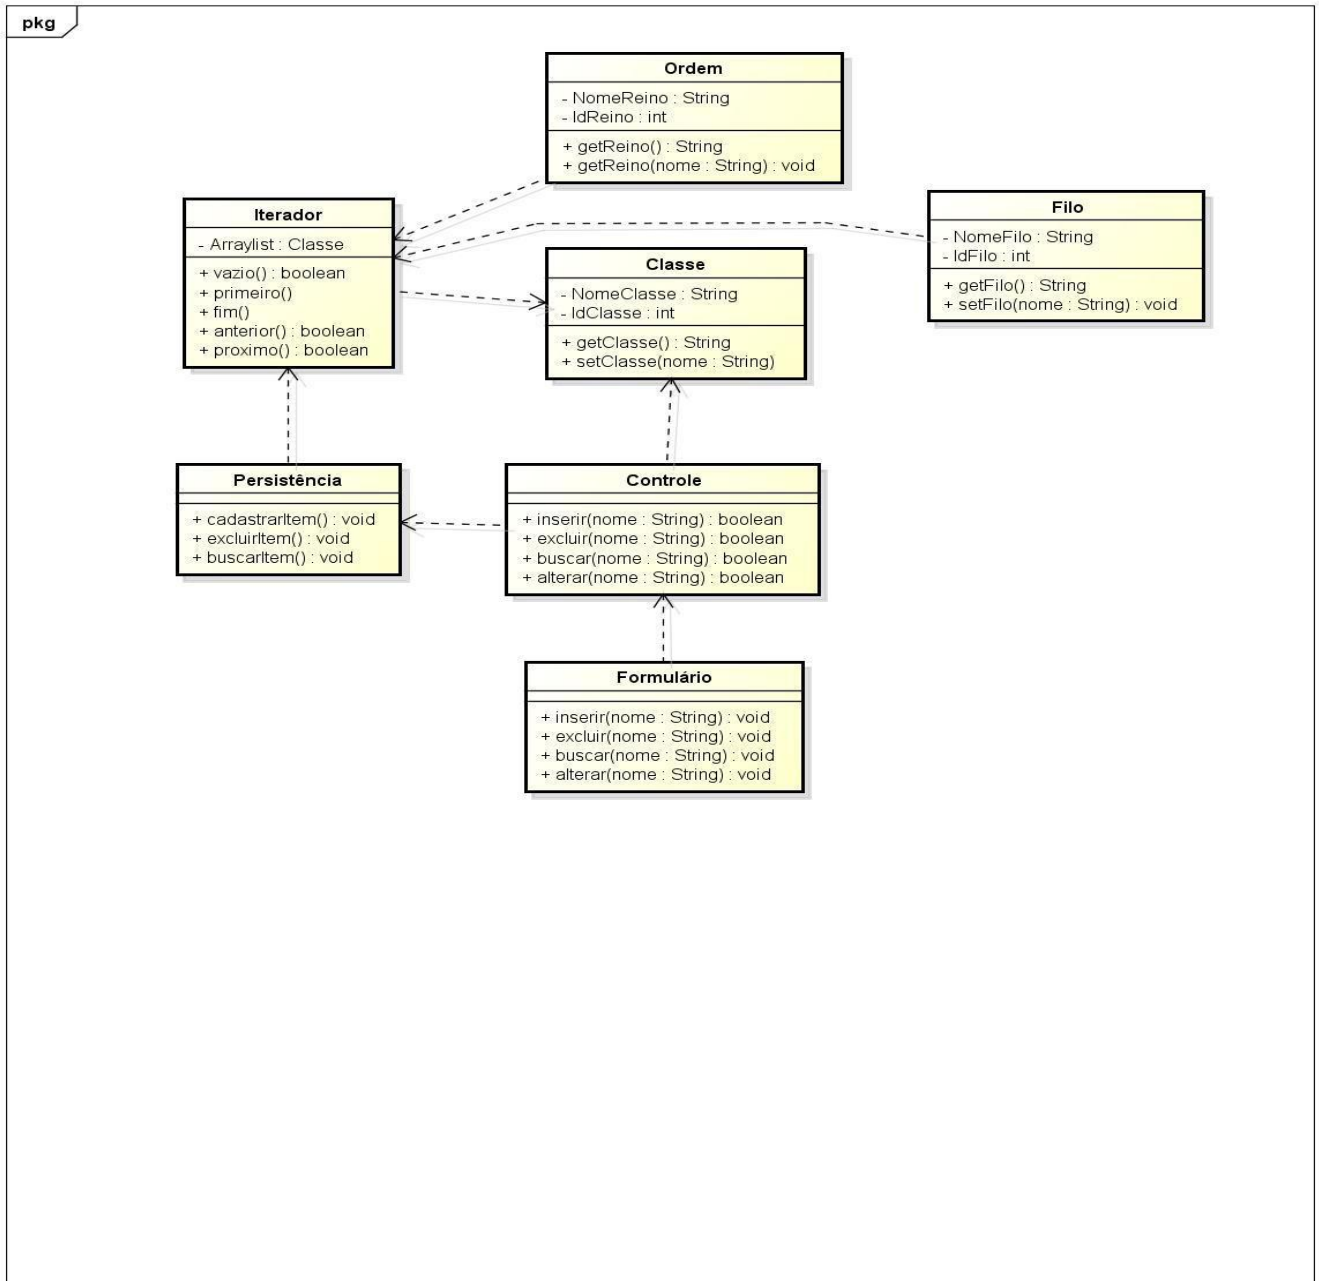 pkg
Ordem
- NomeReino : String
- IdReino : int
+ getReino() : String
+ getReino(nome : String) : void
Iterador
- Arraylist : Classe
+ vazio() : boolean
+ primeiro()
+ fim()
+ anterior() : boolean
+ proximo() : boolean
Filo
- NomeFilo : String
- IdFilo : int
+ getFilo() : String
+ setFilo(nome : String) : void
Classe
- NomeClasse : String
- IdClasse : int
+ getClasse() : String
+ setClasse(nome : String)
Persistência
+ cadastrarItem() : void
+ excluirItem() : void
+ buscarItem() : void
Controle
+ inserir(nome : String) : boolean
+ excluir(nome : String) : boolean
+ buscar(nome : String) : boolean
+ alterar(nome : String) : boolean
Formulário
+ inserir(nome : String) : void
+ excluir(nome : String) : void
+ buscar(nome : String) : void
+ alterar(nome : String) : void